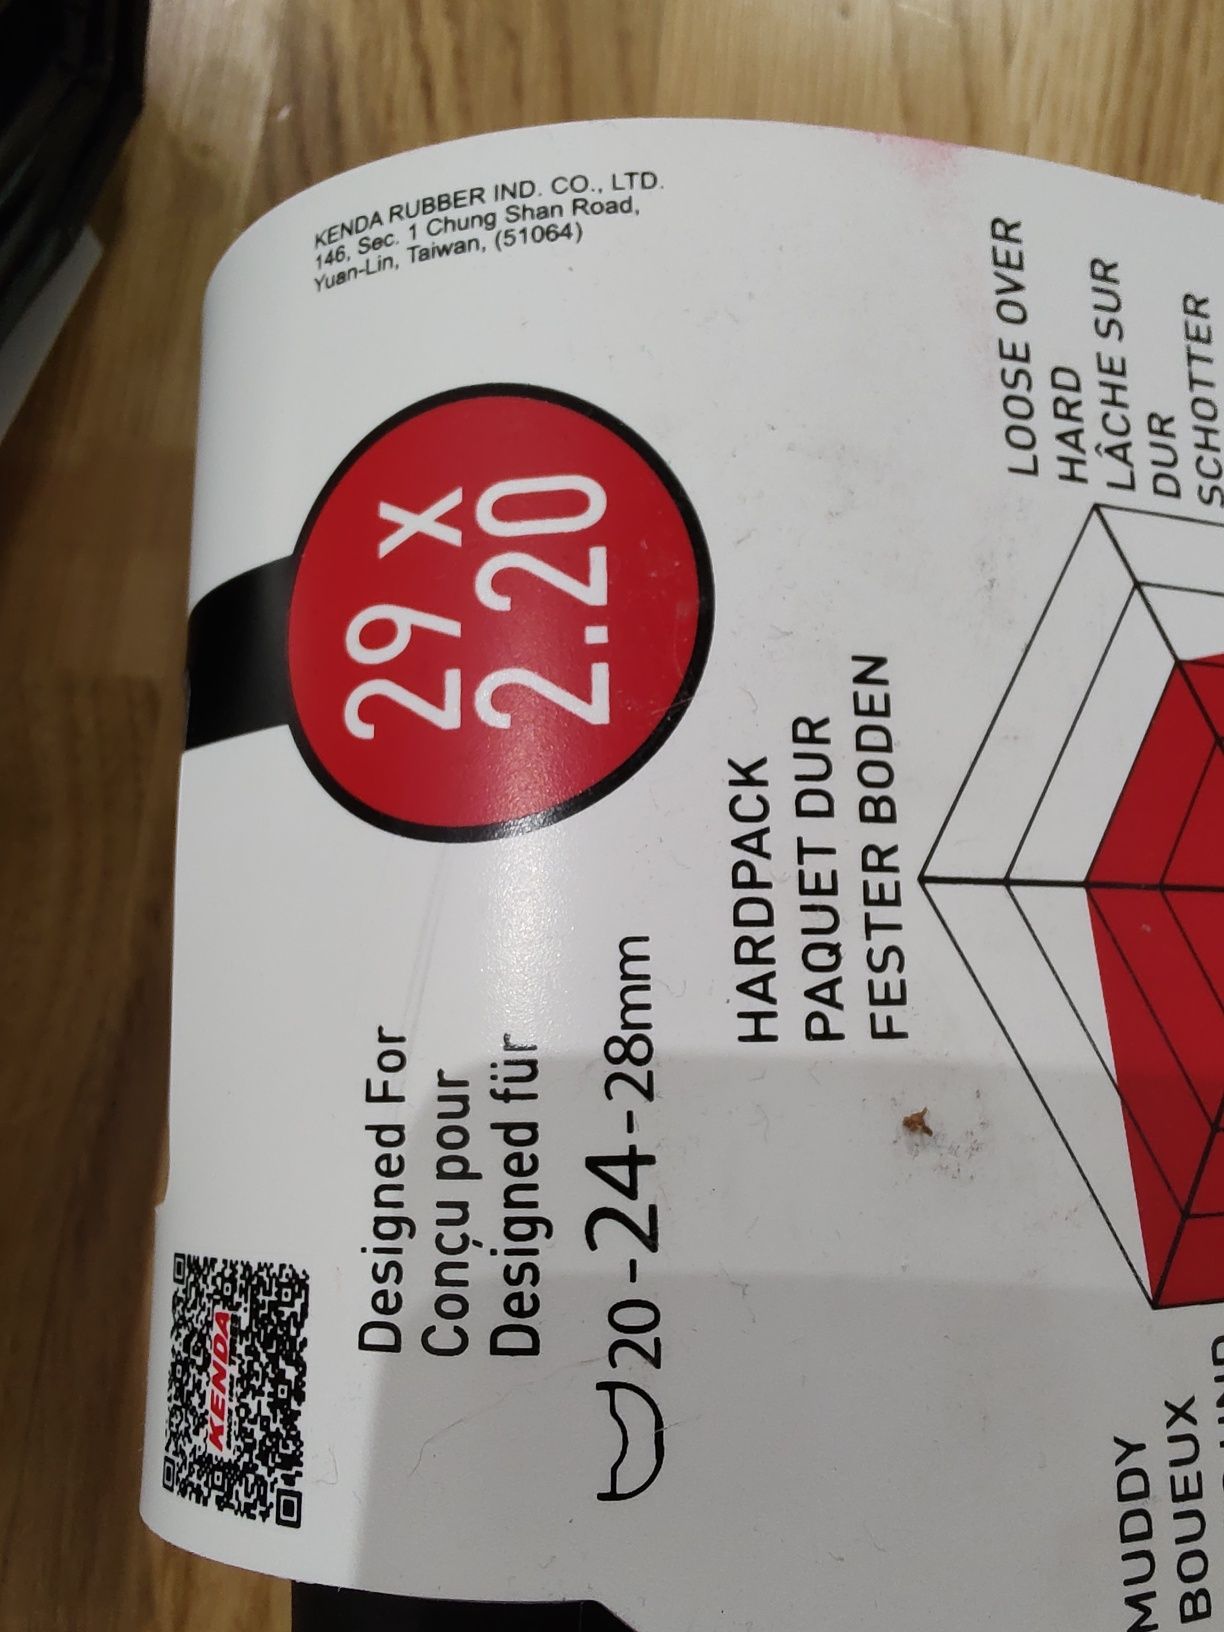 KENDA RUBBER IND. CO., LTD.
146, Sec. 1 Chung Shan Road,
Yuan-Lin, Taiwan, (51064)
29 x
2.20
Designed For
Conçu pour
Designed für
20-24-28mm
KENDA
HARDPACK
PAQUET DUR
FESTER BODEN
LOOSE OVER
HARD
LÂCHE SUR
DUR
SCHOTTER
MUDDY
BOUEUX